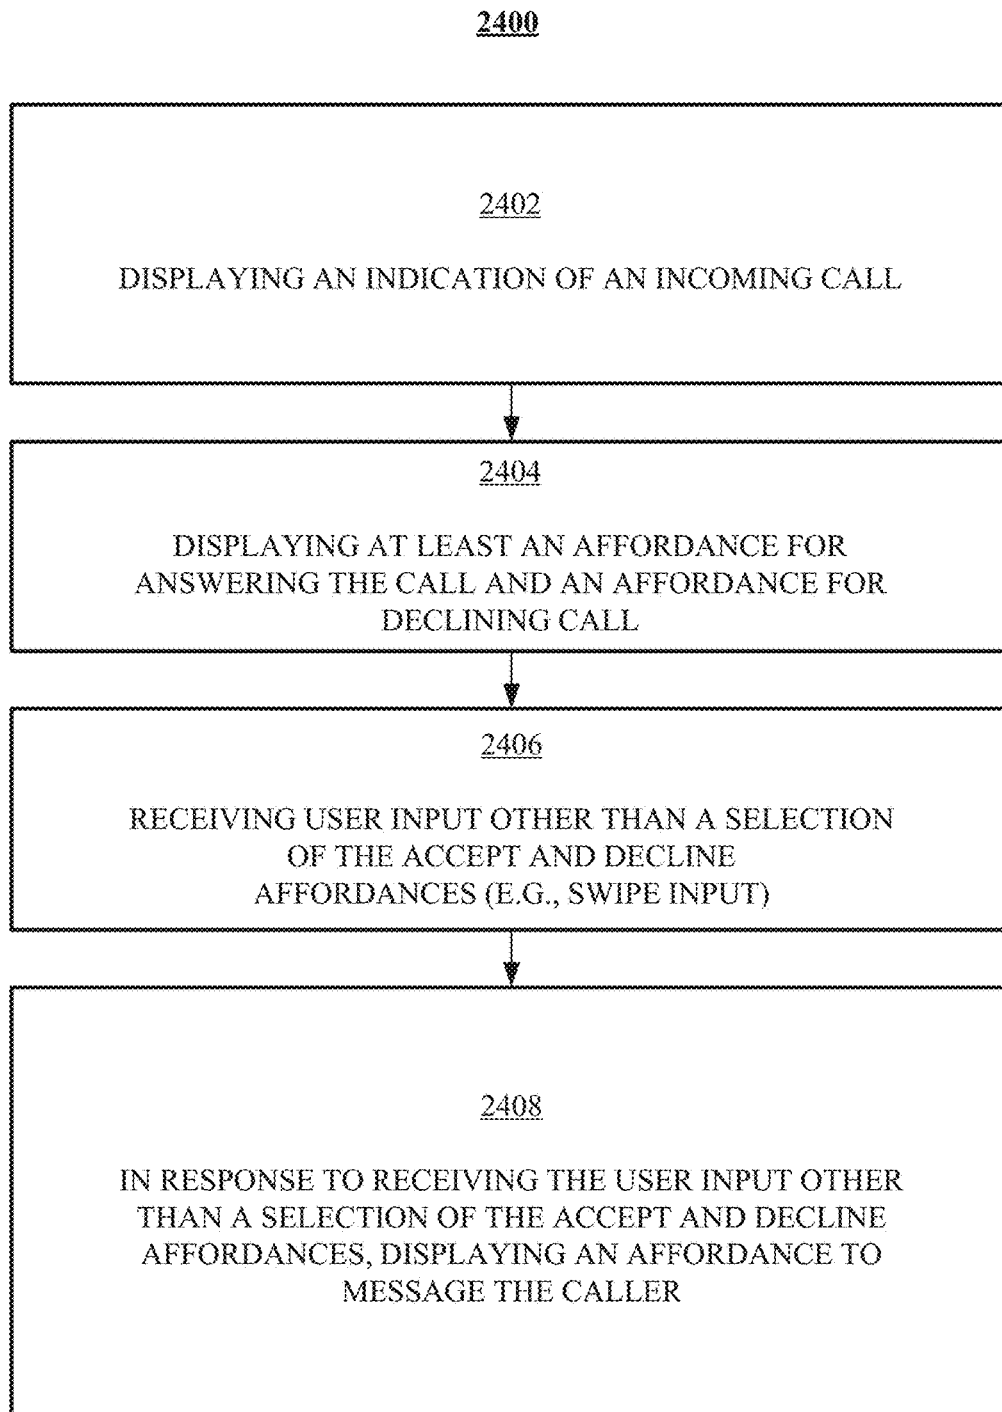 2400
2402
DISPLAYING AN INDICATION OF AN INCOMING CALL
2404
DISPLAYING AT LEAST AN AFFORDANCE FOR
ANSWERING THE CALL AND AN AFFORDANCE FOR
DECLINING CALL
2406
RECEIVING USER INPUT OTHER THAN A SELECTION
OF THE ACCEPT AND DECLINE
AFFORDANCES (E.G., SWIPE INPUT)
2408
IN RESPONSE TO RECEIVING THE USER INPUT OTHER
THAN A SELECTION OF THE ACCEPT AND DECLINE
AFFORDANCES, DISPLAYING AN AFFORDANCE TO
MESSAGE THE CALLER